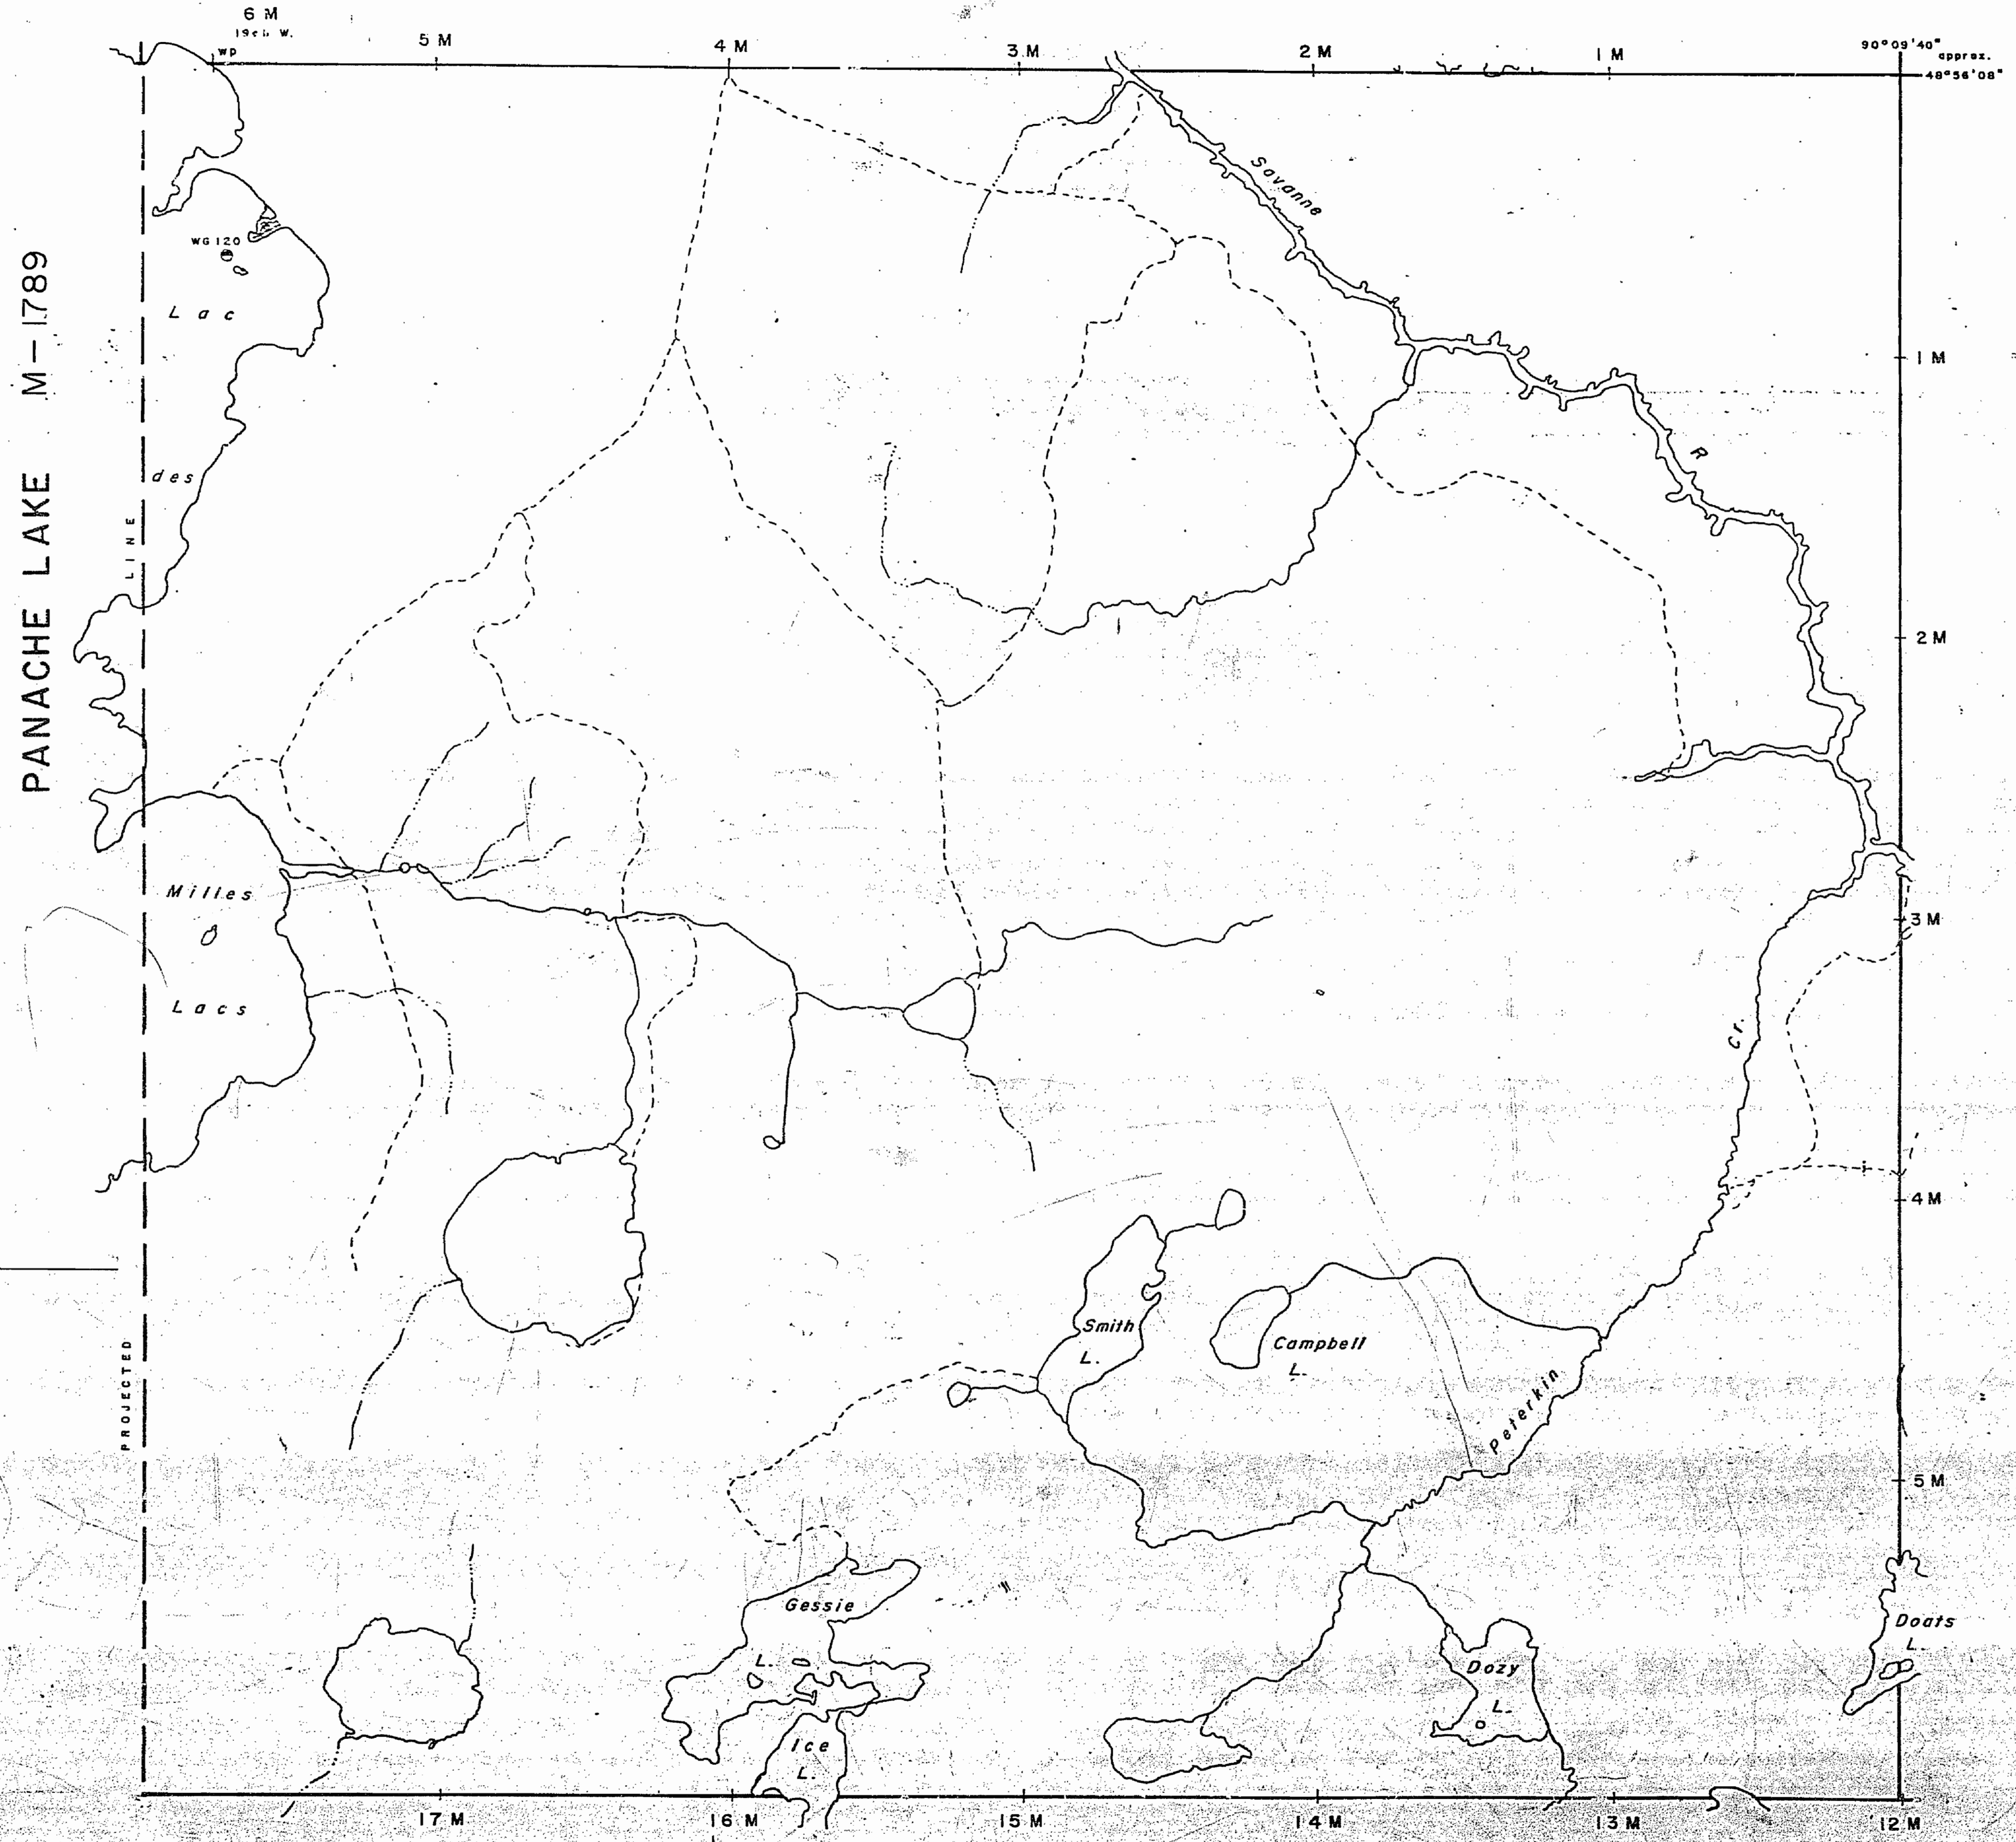 6 M
19ch W.
WP
5 M
4 M
3 M
2 M
1 M
90°09'40"
approx.
48°56'08"
Savanne
R
WG 120
Lac
des
Milles
Lacs
LINE
PROJECTED
PANACHE LAKE M-1789
1 M
2 M
3 M
4 M
5 M
Cr.
Peterkin
Smith
L.
Campbell
L.
Gessie
L.
Ice
L.
Dozy
L.
Doats
L.
17 M
16 M
15 M
14 M
13 M
12 M